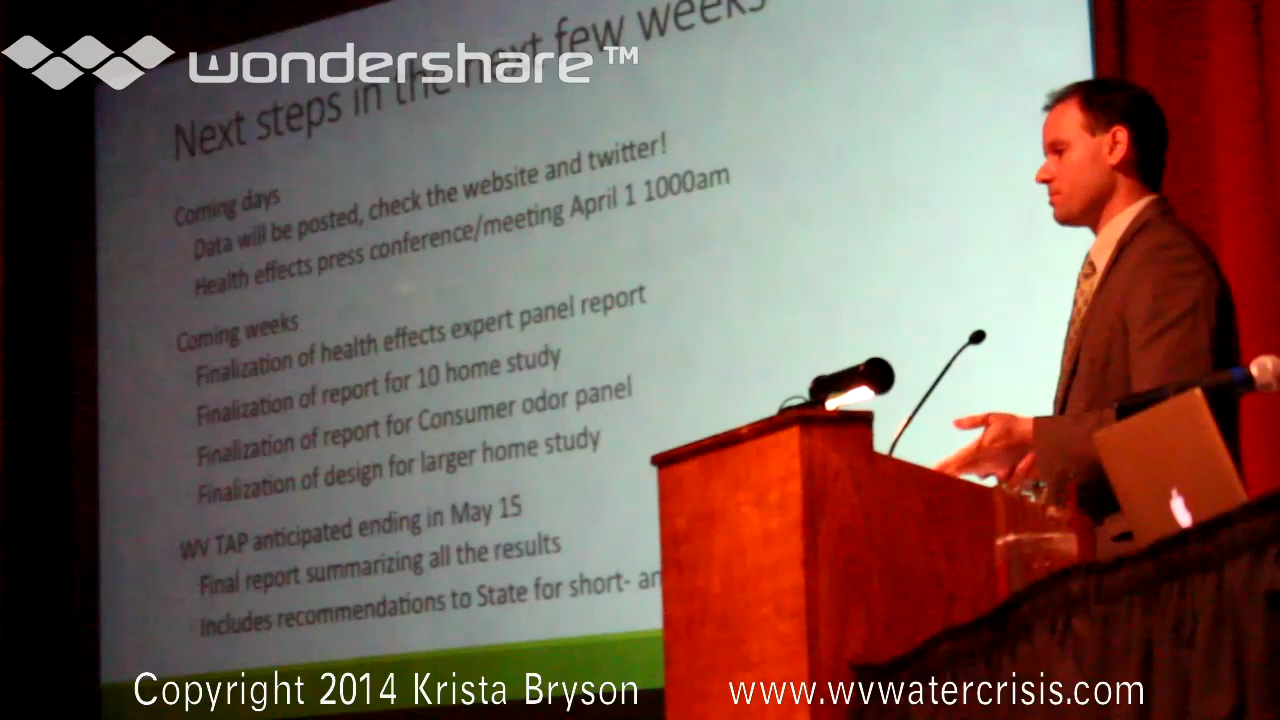 wondershare™
Next steps in the next few weeks
Coming days
Data will be posted, check the website and twitter!
Health effects press conference/meeting April 1 1000am
Coming weeks
Finalization of health effects expert panel report
Finalization of report for 10 home study
Finalization of report for Consumer odor panel
Finalization of design for larger home study
WV TAP anticipated ending in May 15
Final report summarizing all the results
Includes recommendations to State for short- an
Copyright 2014 Krista Bryson
www.wvwatercrisis.com